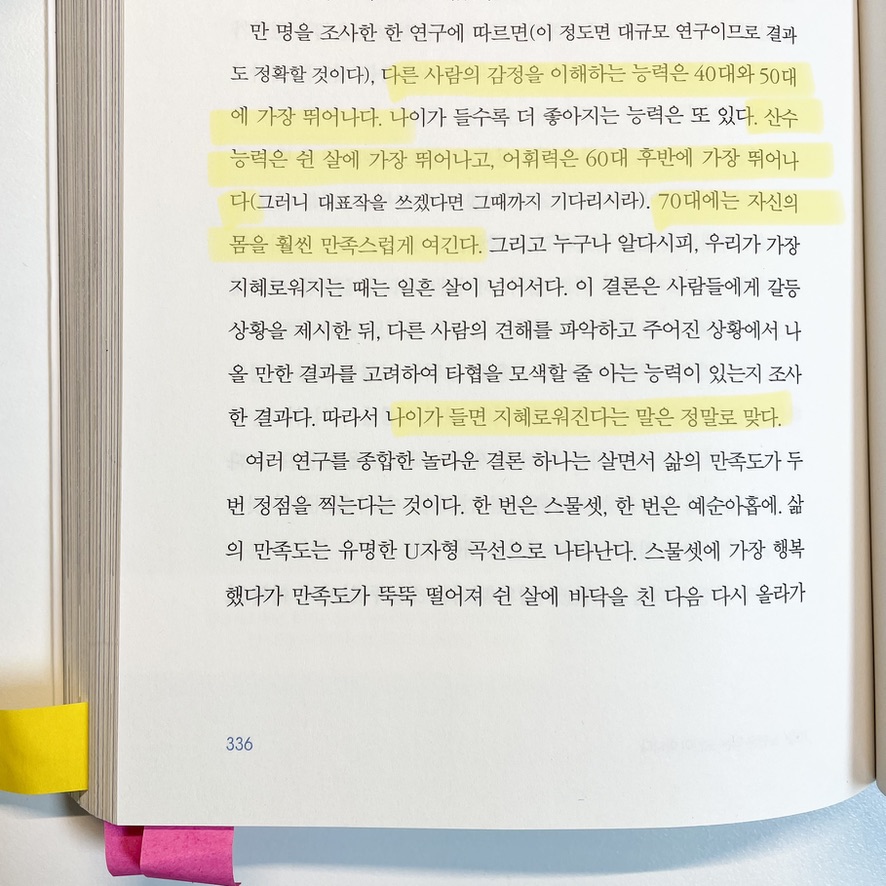 만 명을 조사한 한 연구에 따르면(이 정도면 대규모 연구이므로 결과
도 정확할 것이다), 다른 사람의 감정을 이해하는 능력은 40대와 50대
에 가장 뛰어나다. 나이가 들수록 더 좋아지는 능력은 또 있다. 산수
능력은 쉰 살에 가장 뛰어나고, 어휘력은 60대 후반에 가장 뛰어나
다(그러니 대표작을 쓰겠다면 그때까지 기다리시라). 70대에는 자신의
몸을 훨씬 만족스럽게 여긴다. 그리고 누구나 알다시피, 우리가 가장
지혜로워지는 때는 일흔 살이 넘어서다. 이 결론은 사람들에게 갈등
상황을 제시한 뒤, 다른 사람의 견해를 파악하고 주어진 상황에서 나
올 만한 결과를 고려하여 타협을 모색할 줄 아는 능력이 있는지 조사
한 결과다. 따라서 나이가 들면 지혜로워진다는 말은 정말로 맞다.
여러 연구를 종합한 놀라운 결론 하나는 살면서 삶의 만족도가 두
번 정점을 찍는다는 것이다. 한 번은 스물셋, 한 번은 예순아홉에. 삶
의 만족도는 유명한 U자형 곡선으로 나타난다. 스물셋에 가장 행복
했다가 만족도가 뚝뚝 떨어져 쉰 살에 바닥을 친 다음 다시 올라가
336